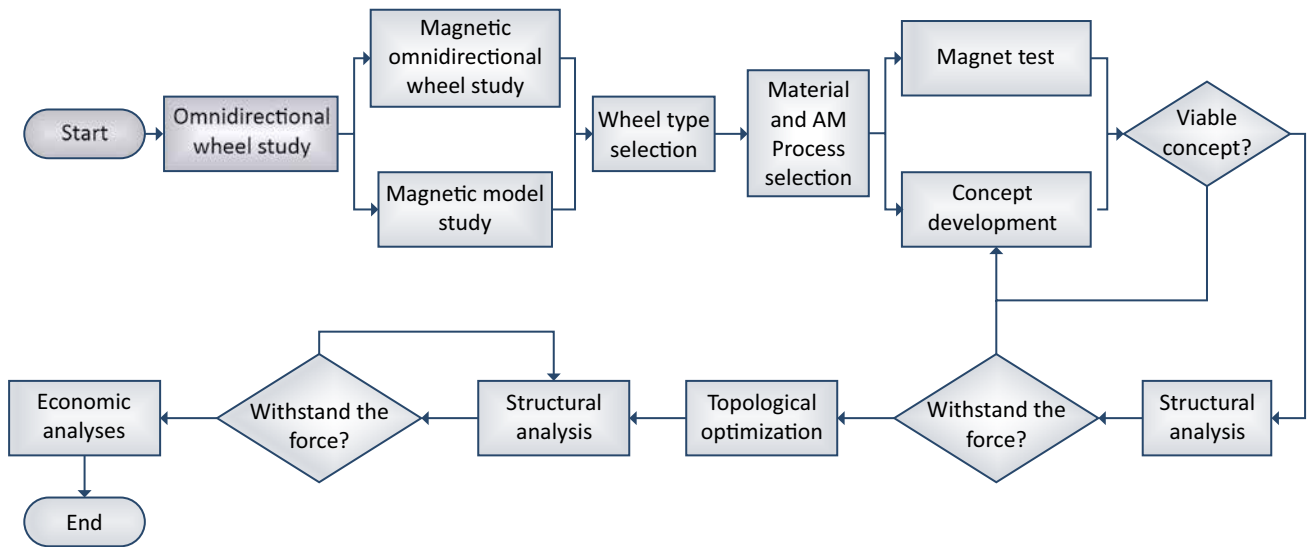 Start
Omnidirectional
wheel study
Magnetic
omnidirectional
wheel study
Magnetic model
study
Wheel type
selection
Material
and AM
Process
selection
Magnet test
Concept
development
Viable
concept?
Structural
analysis
Withstand the
force?
Topological
optimization
Structural
analysis
Withstand the
force?
Economic
analyses
End